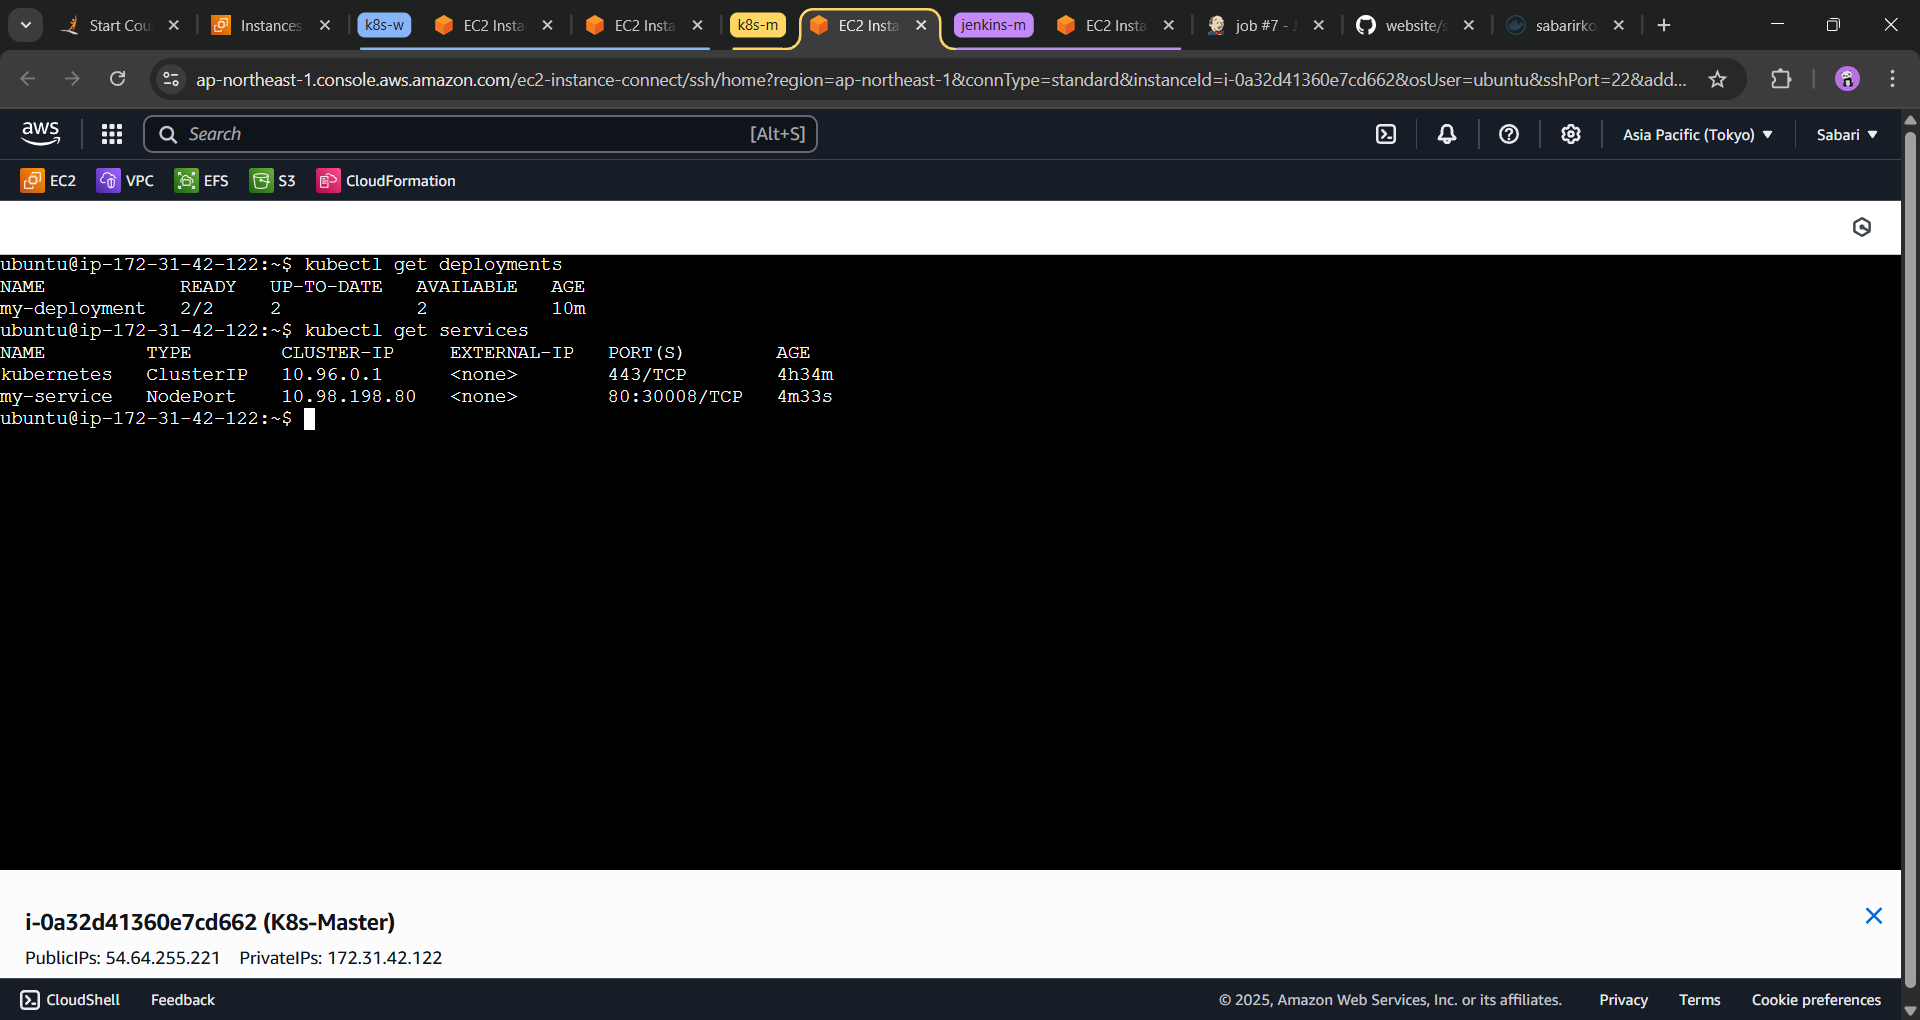 Start Cou
Instances
k8s-w
EC2 Insta
EC2 Insta
k8s-m
EC2 Insta
jenkins-m
EC2 Insta
job #7 - J
website/s
sabarirko
ap-northeast-1.console.aws.amazon.com/ec2-instance-connect/ssh/home?region=ap-northeast-1&connType=standard&instanceId=i-0a32d41360e7cd662&osUser=ubuntu&sshPort=22&add...
aws
Search
[Alt+S]
Asia Pacific (Tokyo)
Sabari
EC2
VPC
EFS
S3
CloudFormation
ubuntu@ip-172-31-42-122:~$ kubectl get deployments
NAME READY UP-TO-DATE AVAILABLE AGE
my-deployment 2/2 2 2 10m
ubuntu@ip-172-31-42-122:~$ kubectl get services
NAME TYPE CLUSTER-IP EXTERNAL-IP PORT(S) AGE
kubernetes ClusterIP 10.96.0.1 <none> 443/TCP 4h34m
my-service NodePort 10.98.198.80 <none> 80:30008/TCP 4m33s
ubuntu@ip-172-31-42-122:~$
i-0a32d41360e7cd662 (K8s-Master)
PublicIPs: 54.64.255.221 PrivateIPs: 172.31.42.122
CloudShell
Feedback
© 2025, Amazon Web Services, Inc. or its affiliates.
Privacy
Terms
Cookie preferences